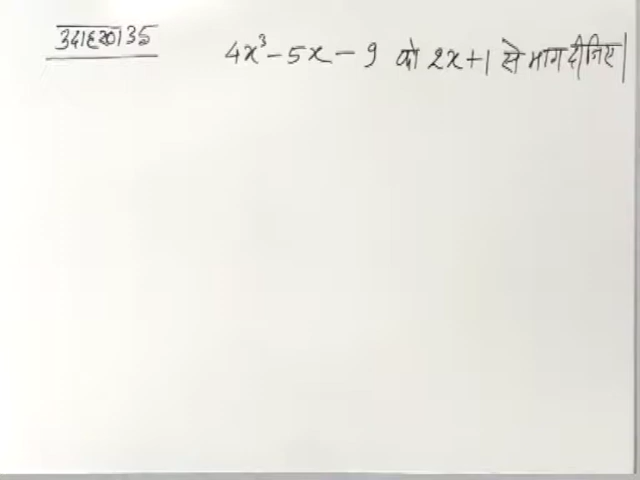 उदाहरण 35
4x³ - 5x - 9 को 2x + 1 से भाग दीजिए।